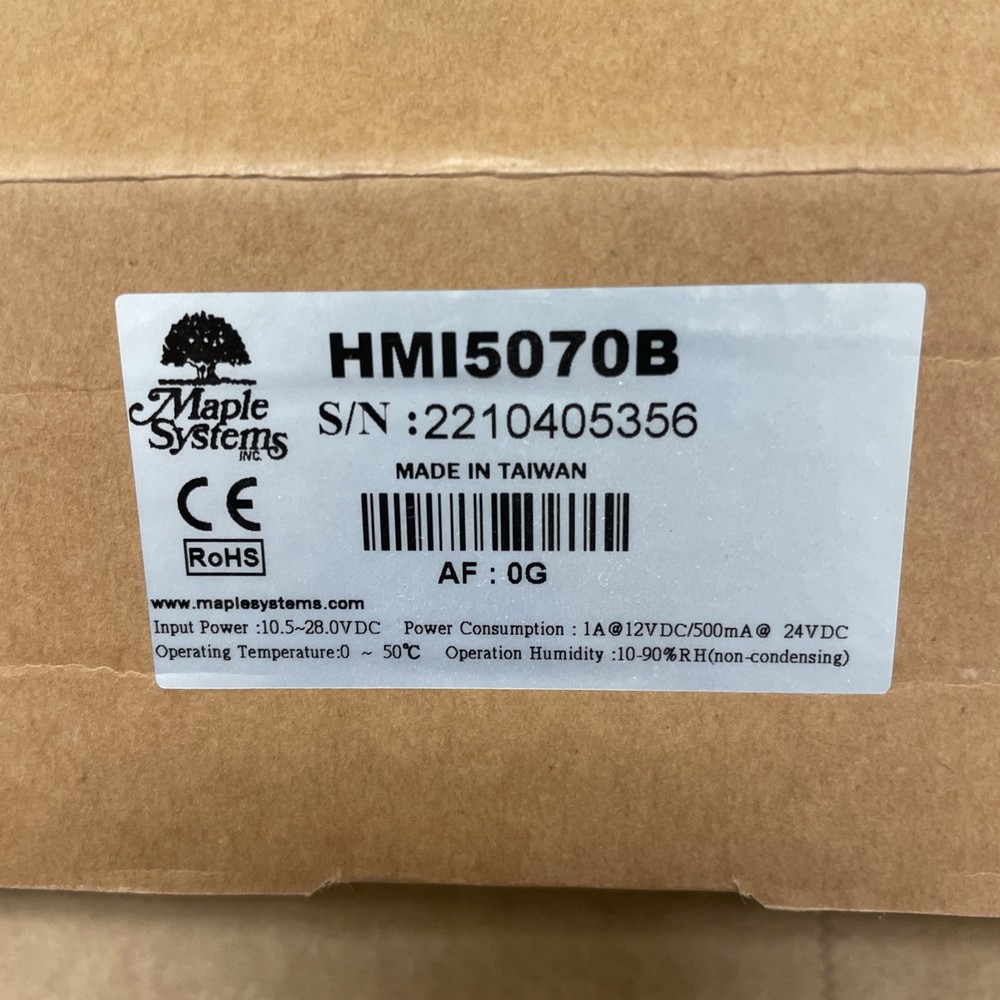 Maple
Systems
INC.
HMI5070B
S/N :2210405356
MADE IN TAIWAN
CE
RoHS
AF : 0G
www.maplesystems.com
Input Power :10.5~28.0VDC Power Consumption : 1A@12VDC/500mA@ 24VDC
Operating Temperature:0 ~ 50℃ Operation Humidity :10-90%RH(non-condensing)